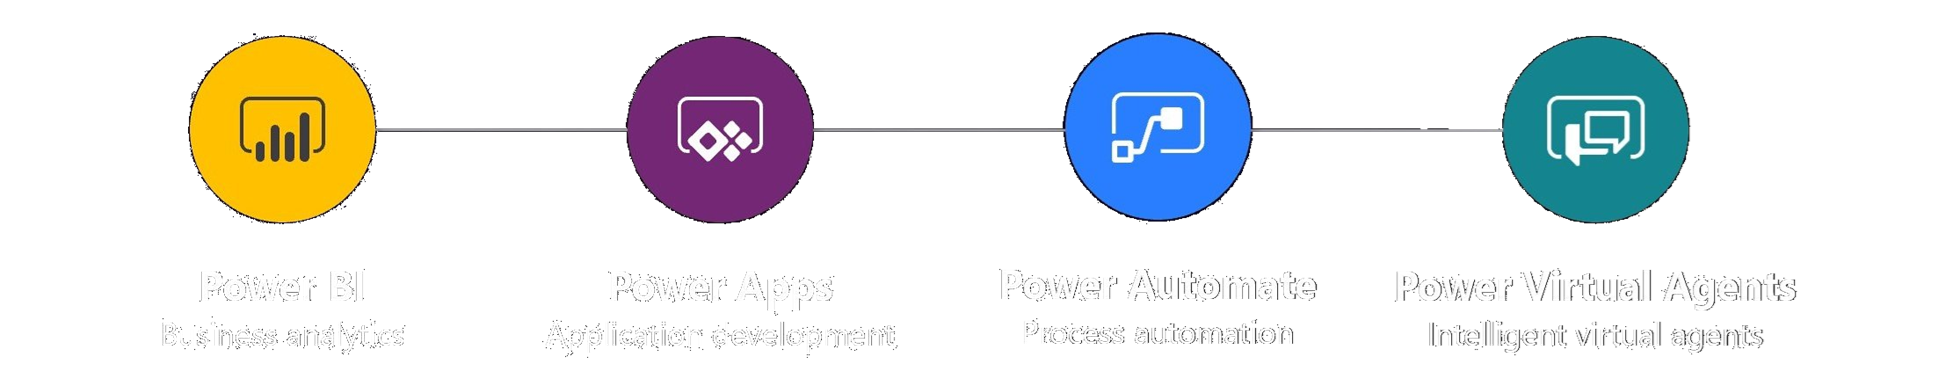 Power BI
Business analytics
Power Apps
Application development
Power Automate
Process automation
Power Virtual Agents
Intelligent virtual agents